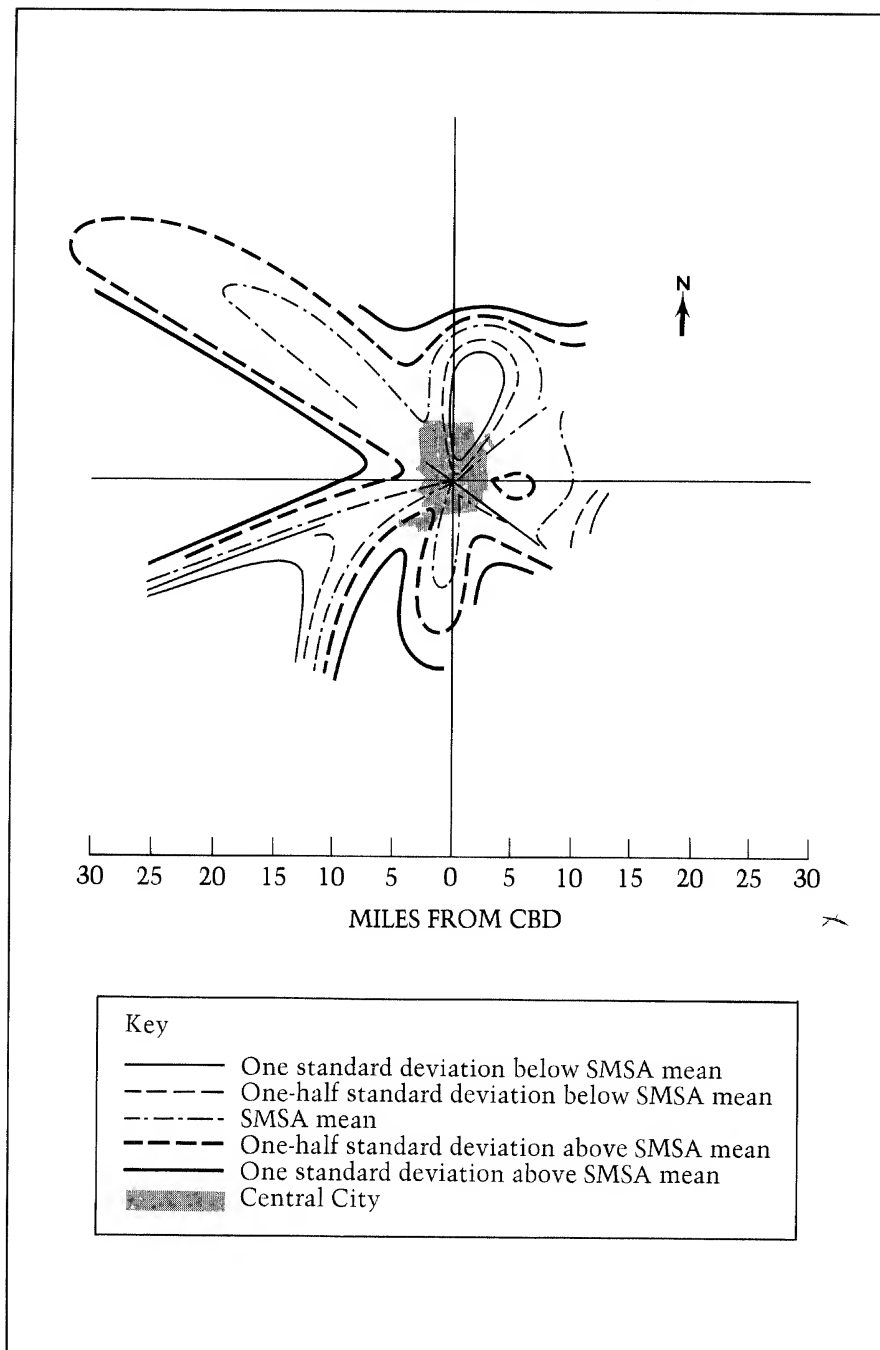 N
30 25 20 15 10 5 0 5 10 15 20 25 30
MILES FROM CBD
Key
One standard deviation below SMSA mean
One-half standard deviation below SMSA mean
SMSA mean
One-half standard deviation above SMSA mean
One standard deviation above SMSA mean
Central City